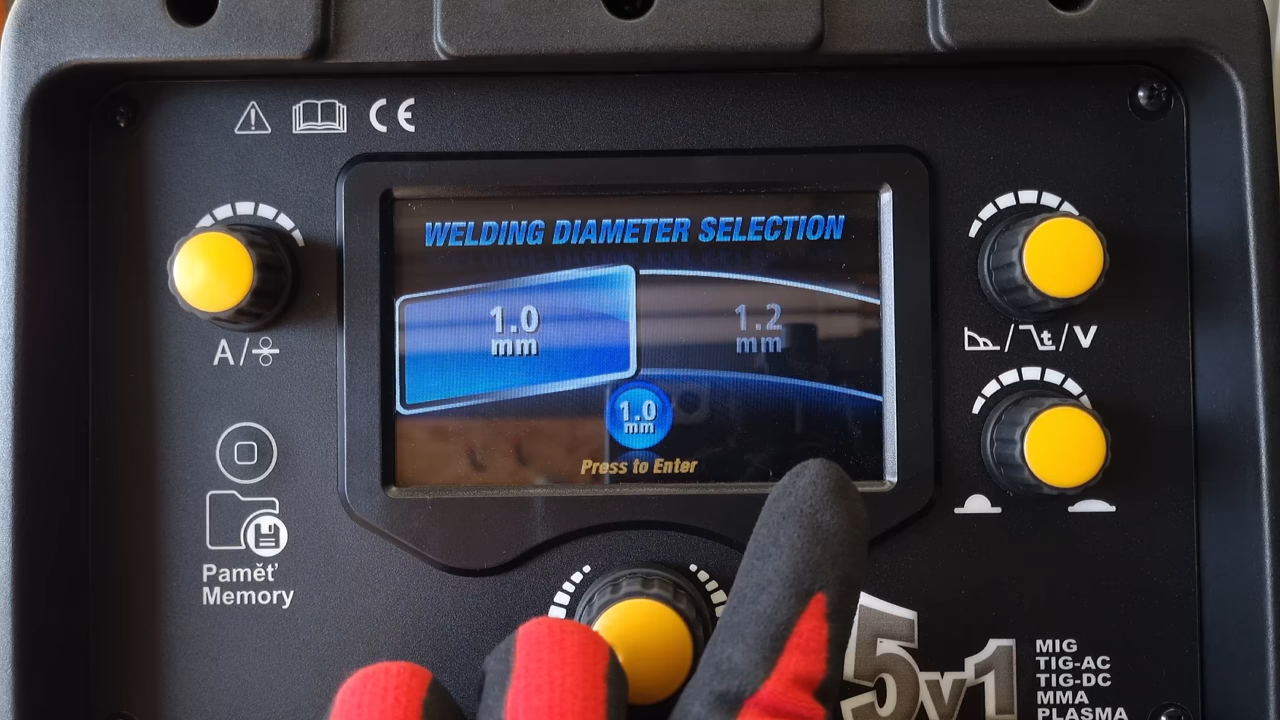 CE
WELDING DIAMETER SELECTION
1.0
mm
1.2
mm
1.0
mm
Press to Enter
A/
/t/V
Paměť
Memory
5v1
MIG
TIG-AC
TIG-DC
MMA
PLASMA